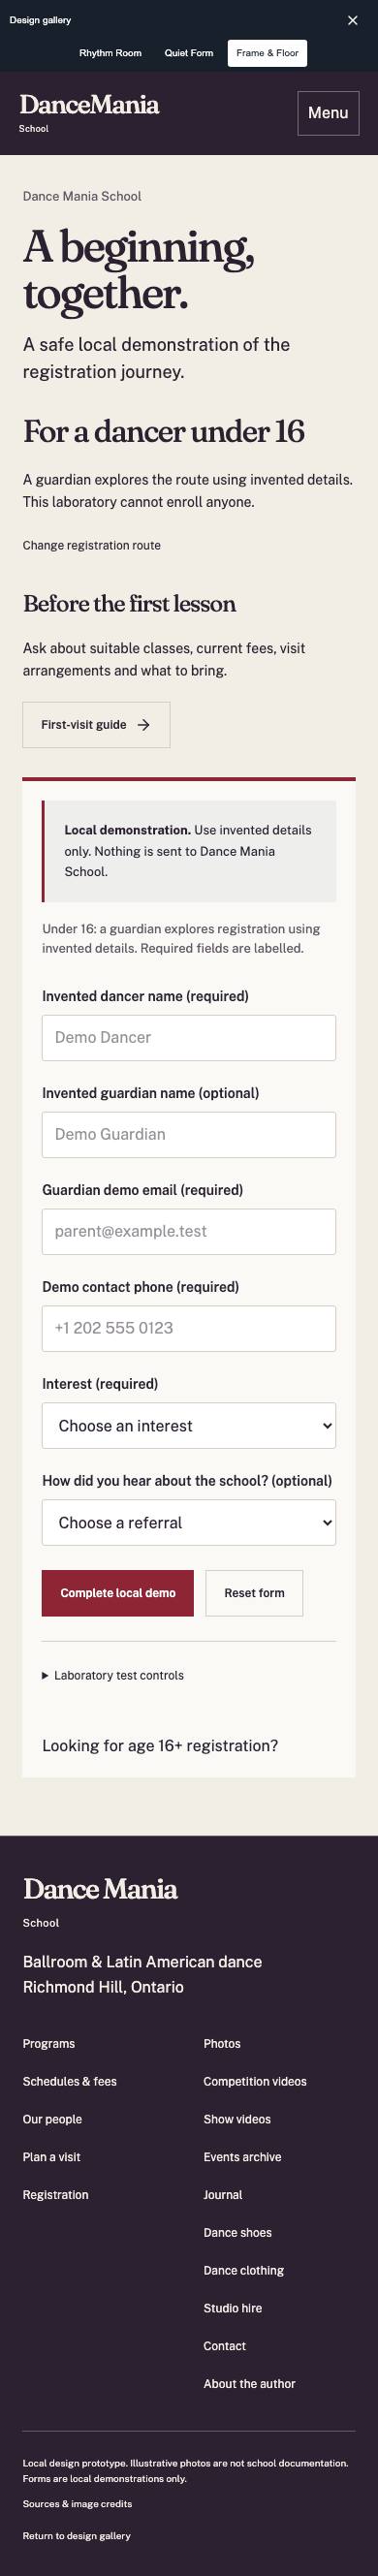 Design gallery
Rhythm Room
Quiet Form
Frame & Floor
DanceMania
School
Menu
Dance Mania School
A beginning,
together.
A safe local demonstration of the
registration journey.
For a dancer under 16
A guardian explores the route using invented details.
This laboratory cannot enroll anyone.
Change registration route
Before the first lesson
Ask about suitable classes, current fees, visit
arrangements and what to bring.
First-visit guide →
Local demonstration. Use invented details
only. Nothing is sent to Dance Mania
School.
Under 16: a guardian explores registration using
invented details. Required fields are labelled.
Invented dancer name (required)
Demo Dancer
Invented guardian name (optional)
Demo Guardian
Guardian demo email (required)
parent@example.test
Demo contact phone (required)
+1 202 555 0123
Interest (required)
Choose an interest
How did you hear about the school? (optional)
Choose a referral
Complete local demo
Reset form
Laboratory test controls
Looking for age 16+ registration?
Dance Mania
School
Ballroom & Latin American dance
Richmond Hill, Ontario
Programs
Schedules & fees
Our people
Plan a visit
Registration
Photos
Competition videos
Show videos
Events archive
Journal
Dance shoes
Dance clothing
Studio hire
Contact
About the author
Local design prototype. Illustrative photos are not school documentation.
Forms are local demonstrations only.
Sources & image credits
Return to design gallery